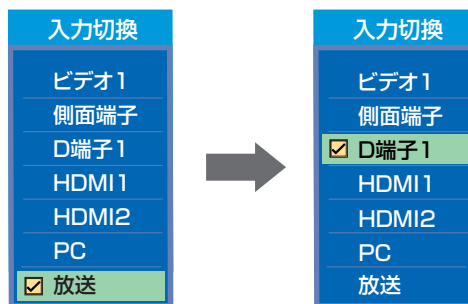 入力切換
ビデオ1
側面端子
D端子1
HDMI1
HDMI2
PC
放送
入力切換
ビデオ1
側面端子
D端子1
HDMI1
HDMI2
PC
放送